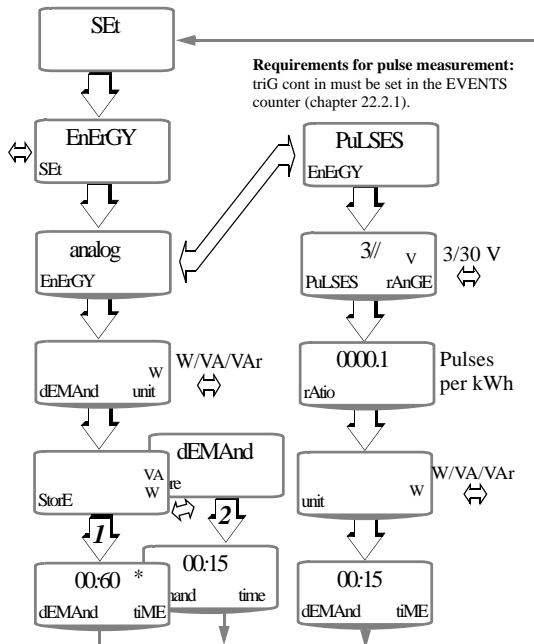 SEt
Requirements for pulse measurement:
triG cont in must be set in the EVENTS
counter (chapter 22.2.1).
EnErGY
SEt
PuLSES
EnErGY
analog
EnErGY
3//
V
PuLSES rAnGE
3/30 V
W
dEMAnd unit
W/VA/VAr
0000.1
rAtio
Pulses
per kWh
VA
W
StorE
dEMAnd
re
unit W
W/VA/VAr
1
2
00:60 *
dEMAnd tiME
00:15
and time
00:15
dEMAnd tiME